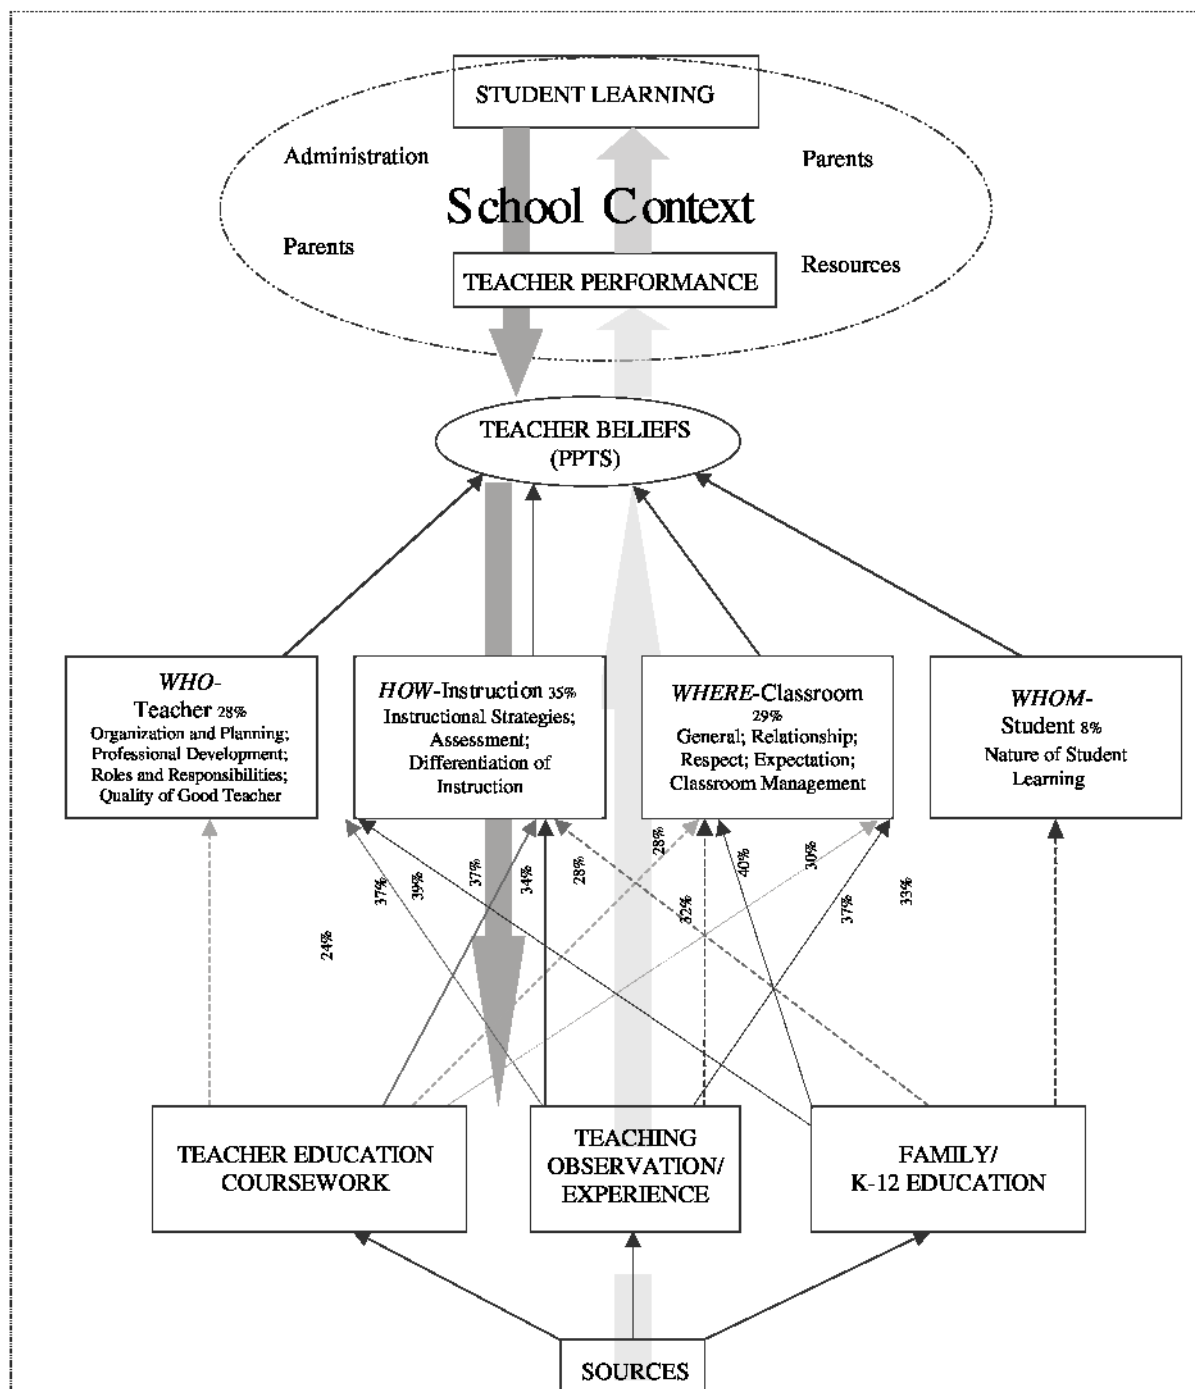 STUDENT LEARNING
Administration
Parents
School Context
Parents
Resources
TEACHER PERFORMANCE
TEACHER BELIEFS
(PPTS)
WHO-
Teacher 28%
Organization and Planning;
Professional Development;
Roles and Responsibilities;
Quality of Good Teacher
HOW-Instruction 35%
Instructional Strategies;
Assessment;
Differentiation of
Instruction
WHERE-Classroom
29%
General; Relationship;
Respect; Expectation;
Classroom Management
WHOM-
Student 8%
Nature of Student
Learning
24%
37%
39%
37%
34%
28%
28%
32%
40%
30%
37%
33%
TEACHER EDUCATION
COURSEWORK
TEACHING
OBSERVATION/
EXPERIENCE
FAMILY/
K-12 EDUCATION
SOURCES